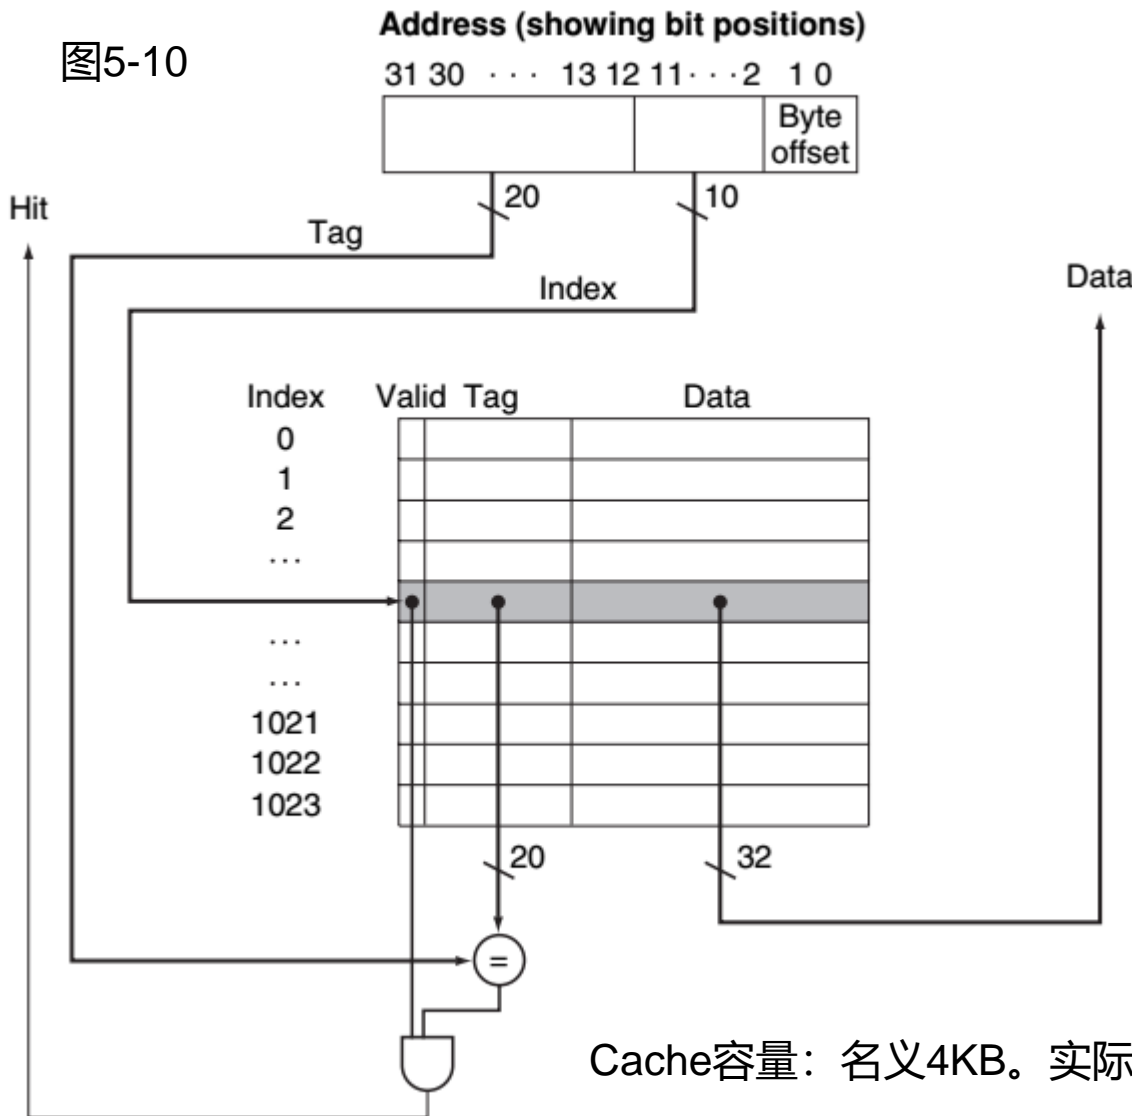 Address (showing bit positions)
图5-10
31 30 · · · 13 12 11 · · · 2 1 0
Byte
offset
20
10
Hit
Tag
Data
Index
Index Valid Tag Data
0
1
2
...
...
...
1021
1022
1023
20
32
=
Cache容量：名义4KB。实际